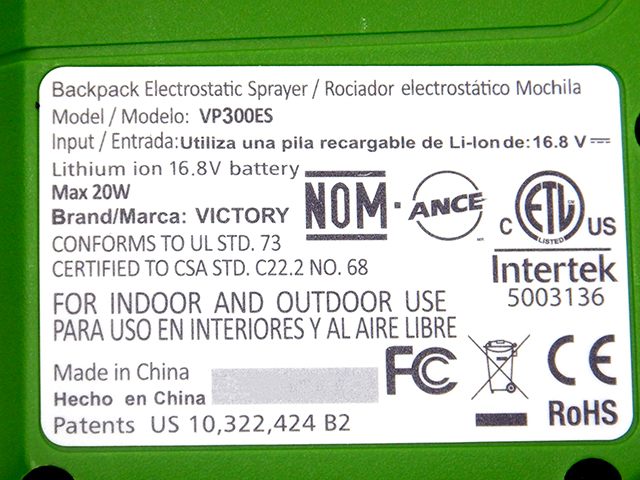 Backpack Electrostatic Sprayer / Rociador electrostático Mochila
Model / Modelo: VP300ES
Input / Entrada: Utiliza una pila recargable de Li-Ion de: 16.8 V
Lithium ion 16.8V battery
Max 20W
Brand/Marca: VICTORY
NOM - ANCE
C ETL US
LISTED
CONFORMS TO UL STD. 73
CERTIFIED TO CSA STD. C22.2 NO. 68
Intertek
5003136
FOR INDOOR AND OUTDOOR USE
PARA USO EN INTERIORES Y AL AIRE LIBRE
Made in China
Hecho en China
FC
CE
RoHS
Patents US 10,322,424 B2